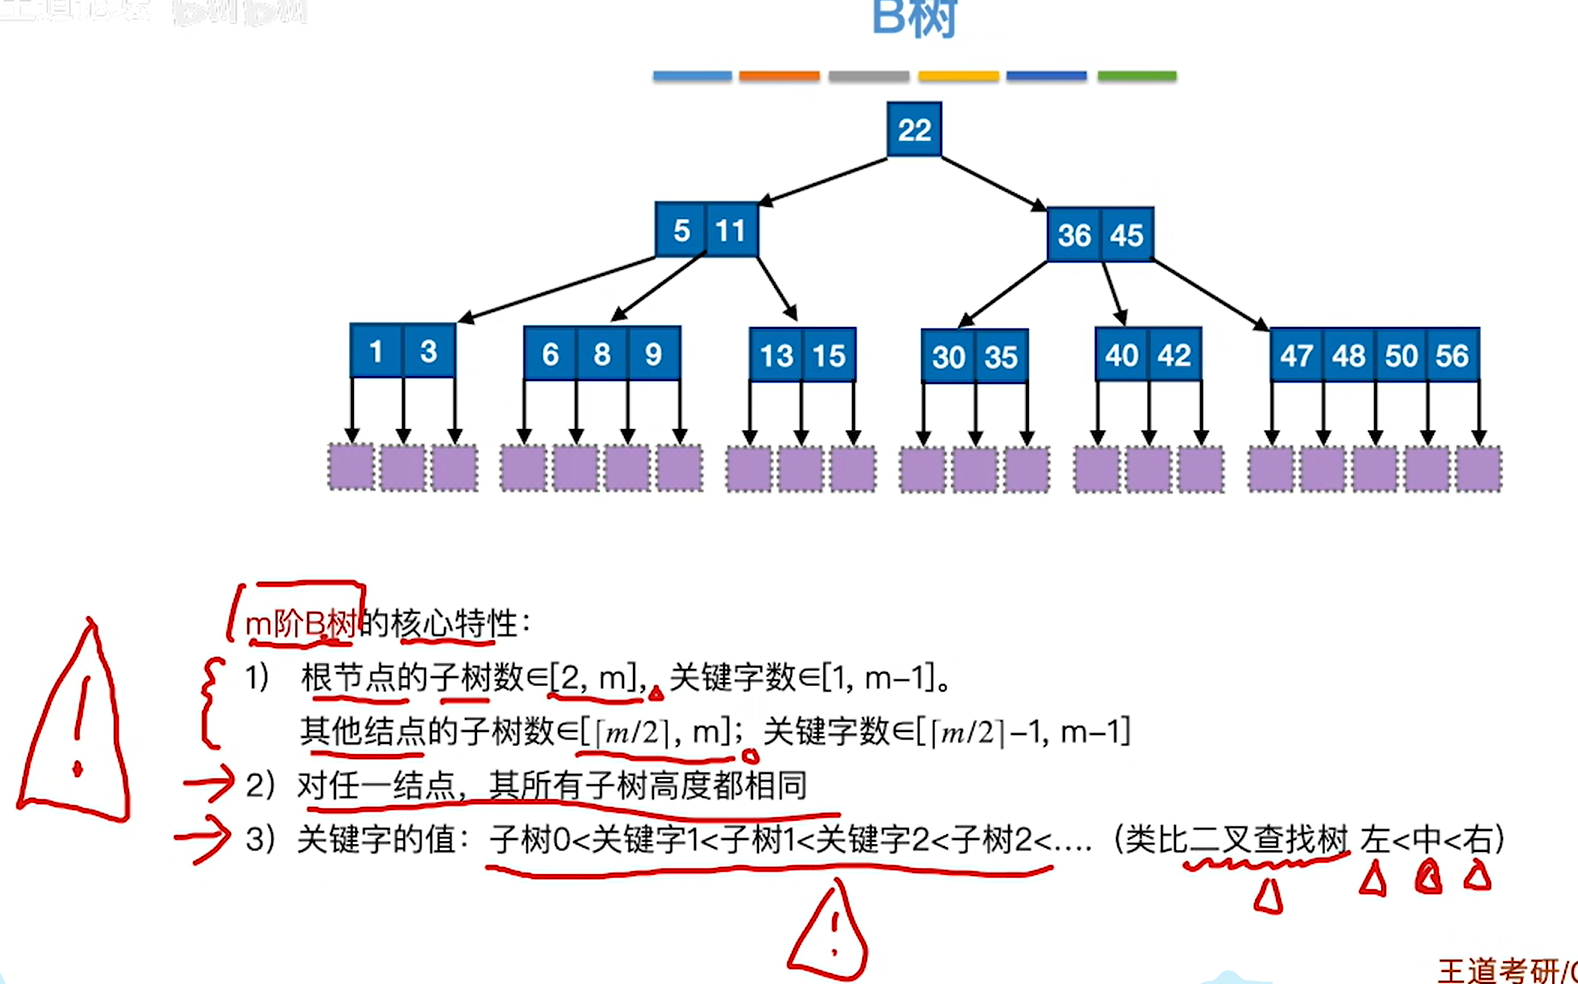 B树
22
5 11
36 45
1 3
6 8 9
13 15
30 35
40 42
47 48 50 56
m阶B树的核心特性：
1） 根节点的子树数∈[2, m]，关键字数∈[1, m−1]。
其他结点的子树数∈[⌈m/2⌉, m]；关键字数∈[⌈m/2⌉−1, m−1]
2）对任一结点，其所有子树高度都相同
3）关键字的值：子树0<关键字1<子树1<关键字2<子树2<…. （类比二叉查找树 左<中<右）
王道考研/